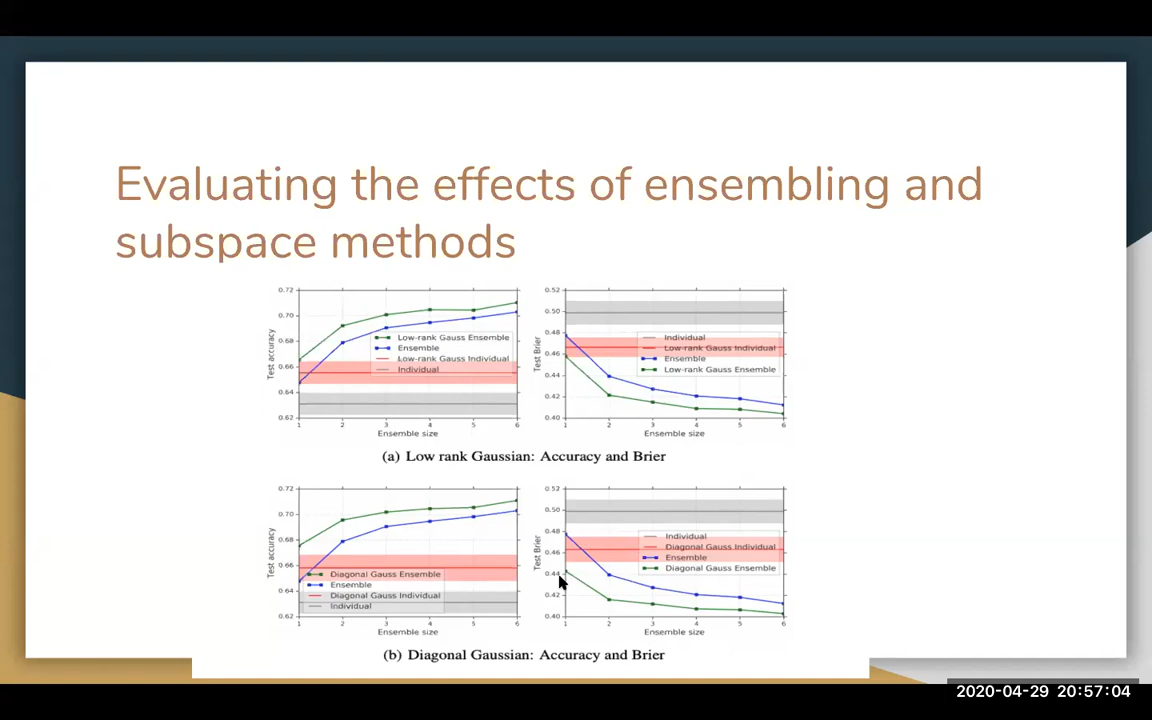 Evaluating the effects of ensembling and
subspace methods
0.72
0.70
0.68
0.66
0.64
0.62
Test accuracy
Low-rank Gauss Ensemble
Ensemble
Low-rank Gauss Individual
Individual
1 2 3 4 5 6
Ensemble size
0.52
0.50
0.48
0.46
0.44
0.42
0.40
Test Brier
Individual
Low-rank Gauss Individual
Ensemble
Low-rank Gauss Ensemble
1 2 3 4 5 6
Ensemble size
(a) Low rank Gaussian: Accuracy and Brier
0.72
0.70
0.68
0.66
0.64
0.62
Test accuracy
Diagonal Gauss Ensemble
Ensemble
Diagonal Gauss Individual
Individual
1 2 3 4 5 6
Ensemble size
0.52
0.50
0.48
0.46
0.44
0.42
0.40
Test Brier
Individual
Diagonal Gauss Individual
Ensemble
Diagonal Gauss Ensemble
1 2 3 4 5 6
Ensemble size
(b) Diagonal Gaussian: Accuracy and Brier
2020-04-29 20:57:04